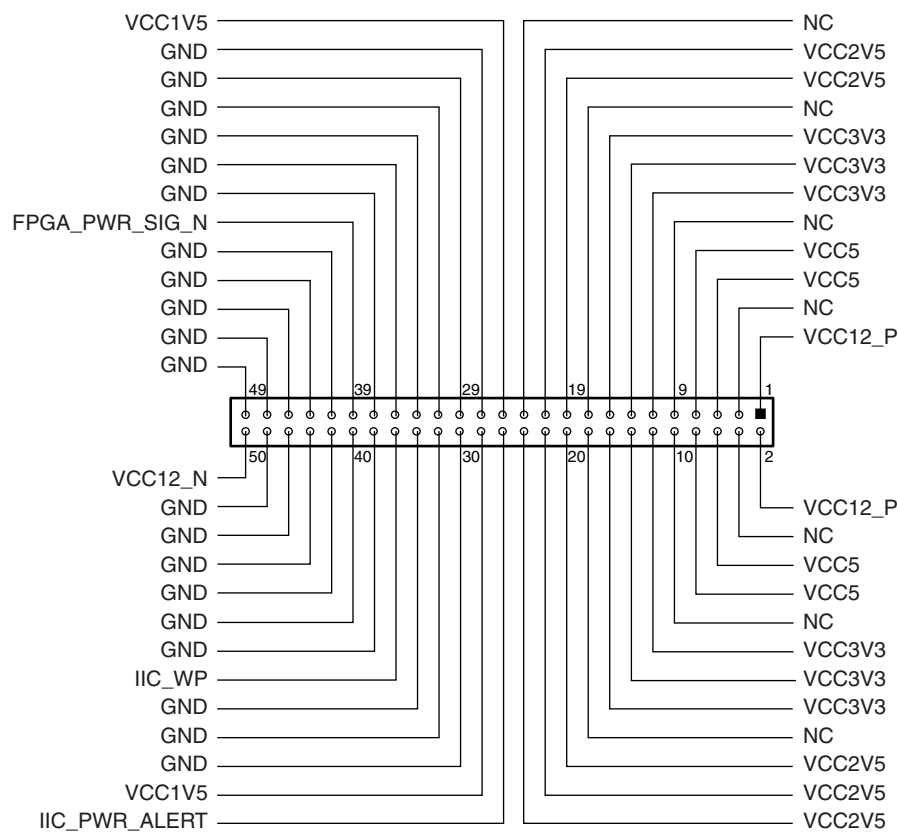 VCC1V5 NC
GND VCC2V5
GND VCC2V5
GND NC
GND VCC3V3
GND VCC3V3
GND VCC3V3
FPGA_PWR_SIG_N NC
GND VCC5
GND VCC5
GND NC
GND VCC12_P
GND
49 39 29 19 9 1
50 40 30 20 10 2
VCC12_N
GND VCC12_P
GND NC
GND VCC5
GND VCC5
GND NC
GND VCC3V3
IIC_WP VCC3V3
GND VCC3V3
GND NC
GND VCC2V5
VCC1V5 VCC2V5
IIC_PWR_ALERT VCC2V5